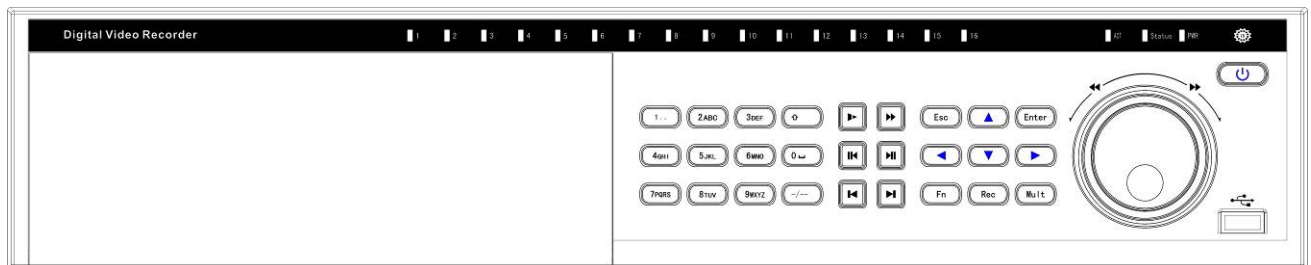 Digital Video Recorder 1 2 3 4 5 6 7 8 9 10 11 12 13 14 15 16 Status PWR
1.. 2ABC 3DEF Esc Enter
4GHI 5JKL 6MNO 0
7PQRS 8TUV 9WXYZ -/-- Fn Rec Mult